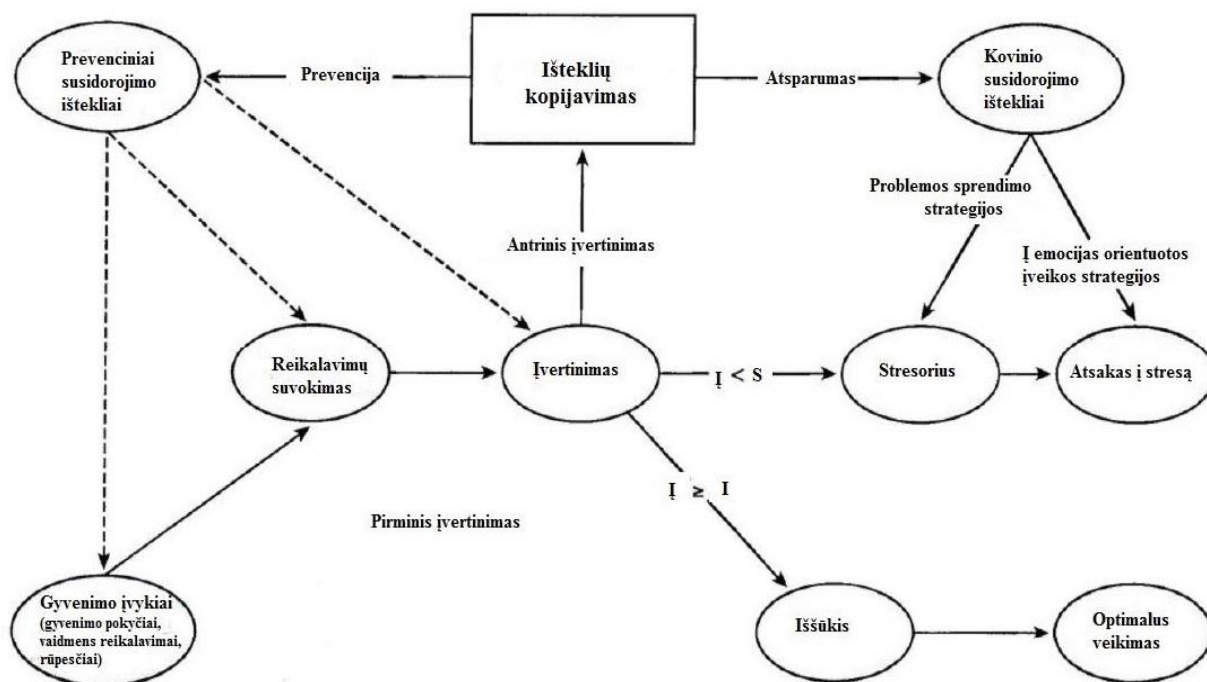 Prevenciniai
susidorojimo
ištekliai
Prevencija
Išteklių
kopijavimas
Atsparumas
Kovinio
susidorojimo
ištekliai
Problemos sprendimo
strategijos
Į emocijas orientuotos
įveikos strategijos
Antrinis įvertinimas
Reikalavimų
suvokimas
Įvertinimas
Į < S
Stresorius
Atsakas į stresą
Į ≥ I
Pirminis įvertinimas
Gyvenimo įvykiai
(gyvenimo pokyčiai,
vaidmens reikalavimai,
rūpesčiai)
Iššūkis
Optimalus
veikimas